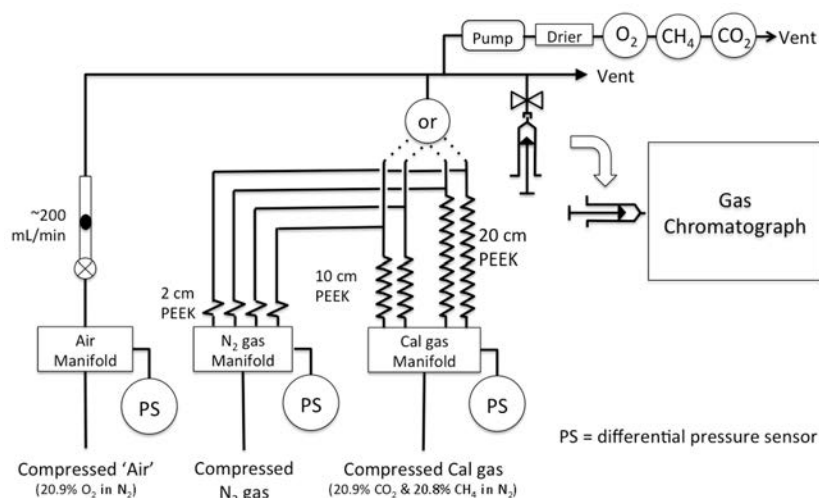 Pump
Drier
O2
CH4
CO2
Vent
Vent
or
~200
mL/min
2 cm
PEEK
10 cm
PEEK
20 cm
PEEK
Gas
Chromatograph
Air
Manifold
N2 gas
Manifold
Cal gas
Manifold
PS
PS
PS
PS = differential pressure sensor
Compressed 'Air'
(20.9% O2 in N2)
Compressed
N2 gas
Compressed Cal gas
(20.9% CO2 & 20.8% CH4 in N2)